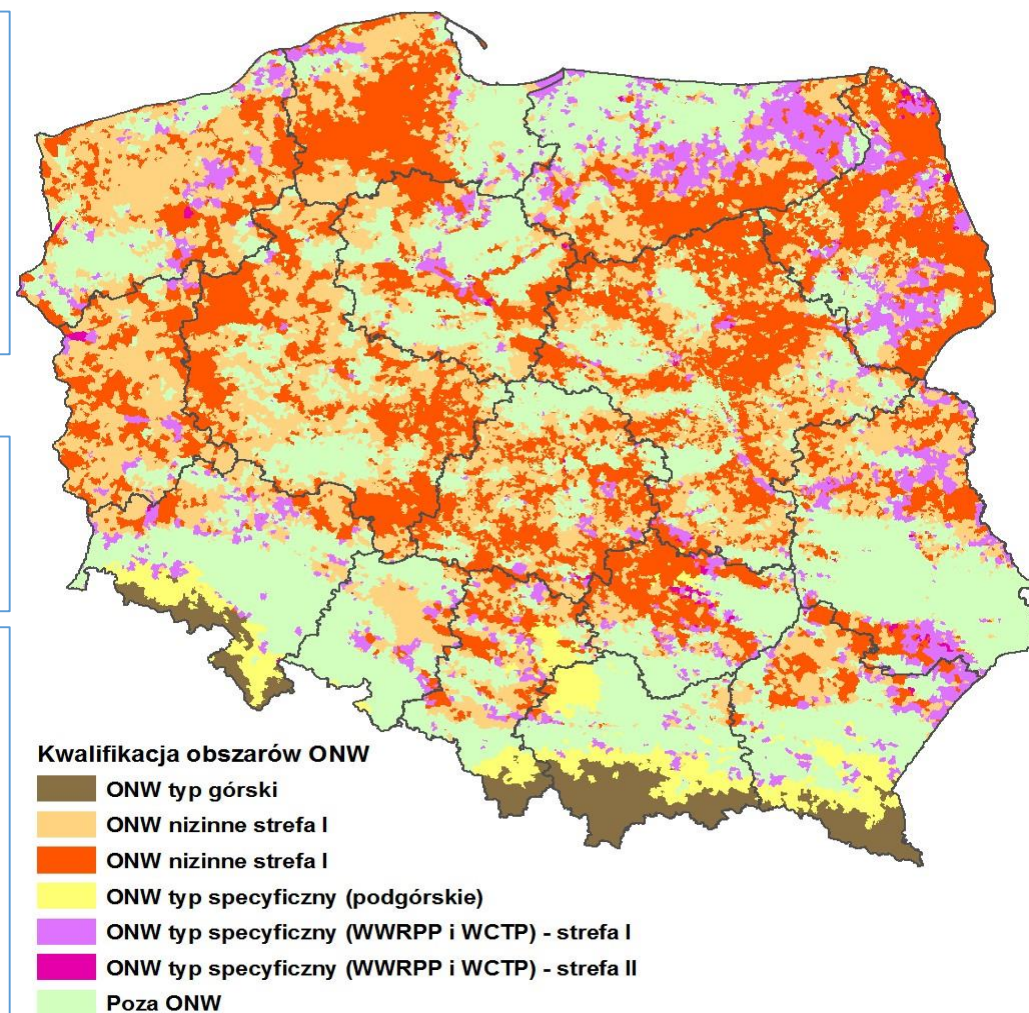 Kwalifikacja obszarów ONW
ONW typ górski
ONW nizinne strefa I
ONW nizinne strefa I
ONW typ specyficzny (podgórskie)
ONW typ specyficzny (WWRPP i WCTP) - strefa I
ONW typ specyficzny (WWRPP i WCTP) - strefa II
Poza ONW